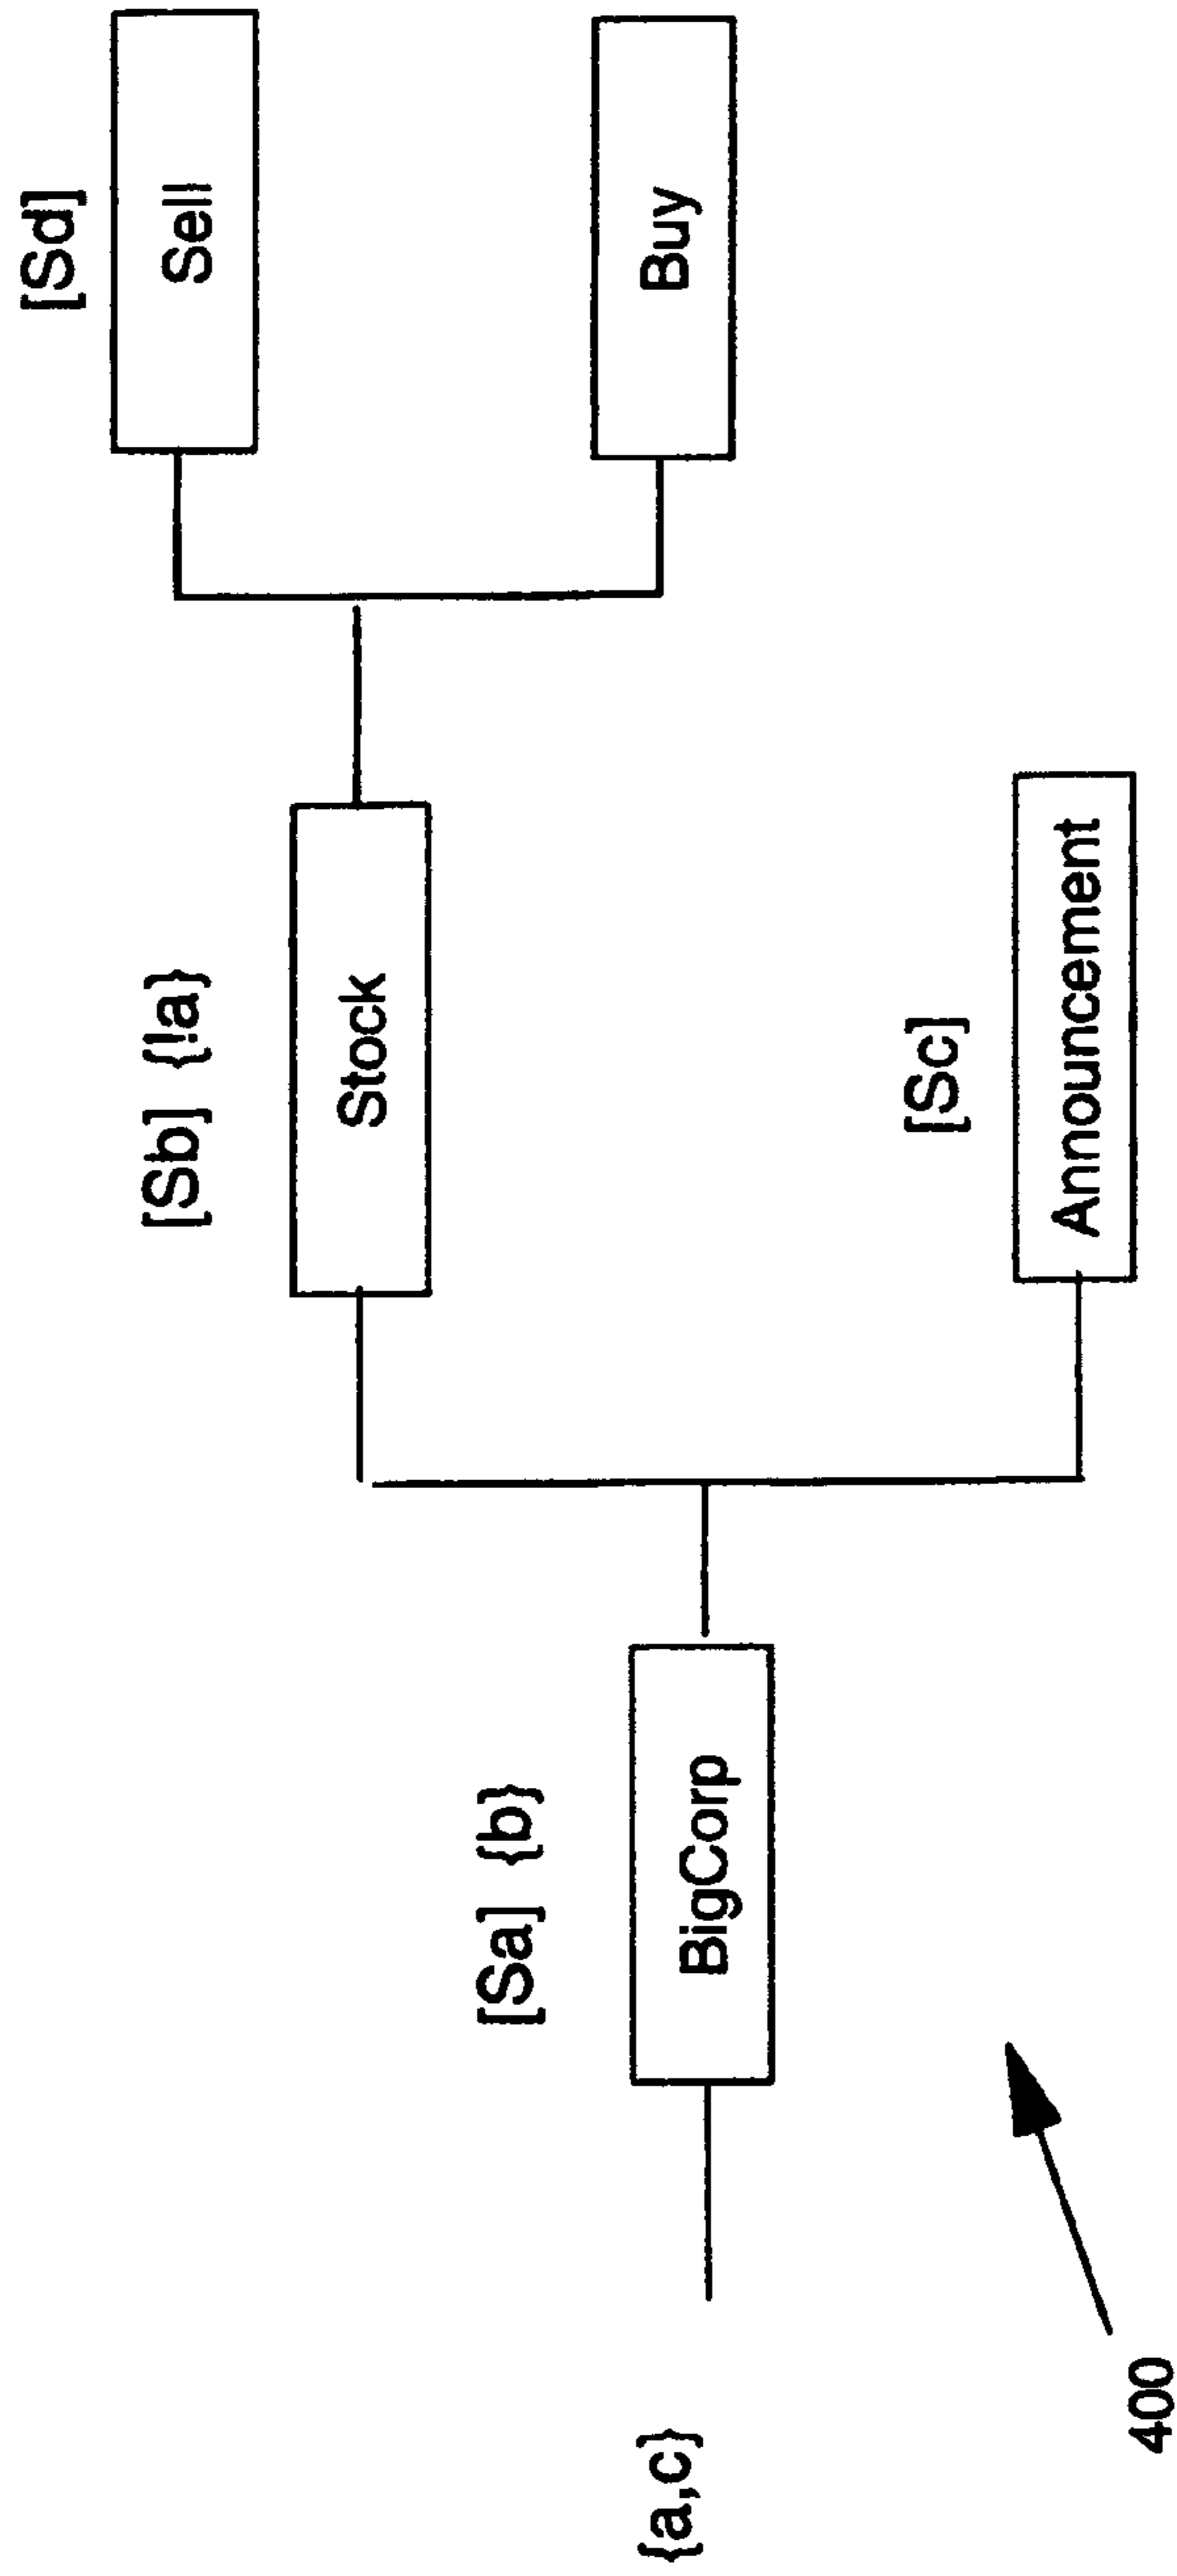 [Sd]
Sell
Buy
[Sb] {!a}
Stock
[Sc]
Announcement
[Sa] {b}
BigCorp
{a,c}
400